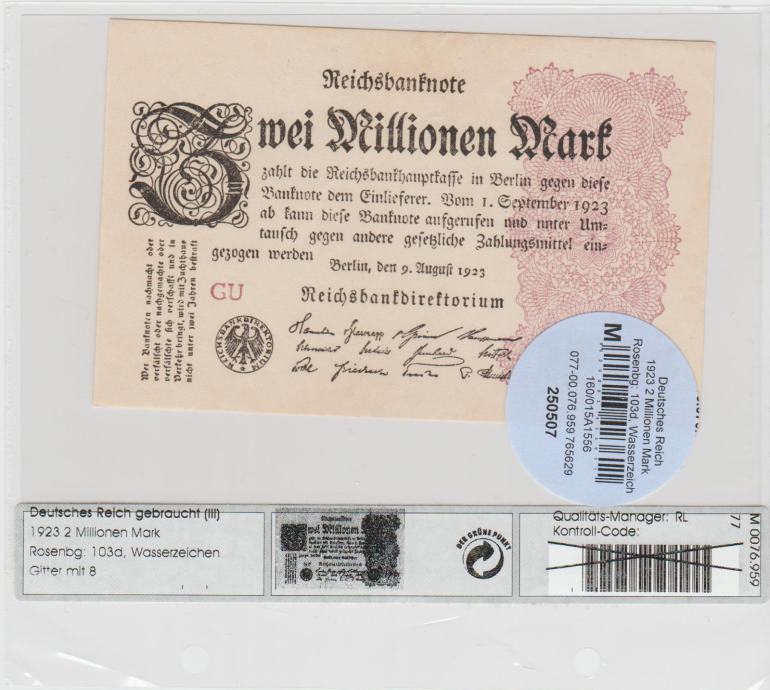 Reichsbanknote
Zwei Millionen Mark
zahlt die Reichsbankhauptkasse in Berlin gegen diese
Banknote dem Einlieferer. Vom 1. September 1923
ab kann diese Banknote aufgerufen und unter Um-
tausch gegen andere gesetzliche Zahlungsmittel ein-
gezogen werden
Berlin, den 9. August 1923
Reichsbankdirektorium
GU
REICHSBANKDIREKTORIUM
Wer Banknoten nachmacht oder
verfälscht oder nachgemachte oder
verfälschte sich verschafft und in
Verkehr bringt, wird mit Zuchthaus
nicht unter zwei Jahren bestraft
Deutsches Reich
1923 2 Millionen Mark
Rosenbg: 103d, Wasserzeich
M
160/015A1556
077-00.076.959 765629
250507
Deutsches Reich gebraucht (III)
1923 2 Millionen Mark
Rosenbg: 103d, Wasserzeichen
Gitter mit 8
DER GRÜNE PUNKT
Qualitäts-Manager: RL
Kontroll-Code:
M 0076.959
77